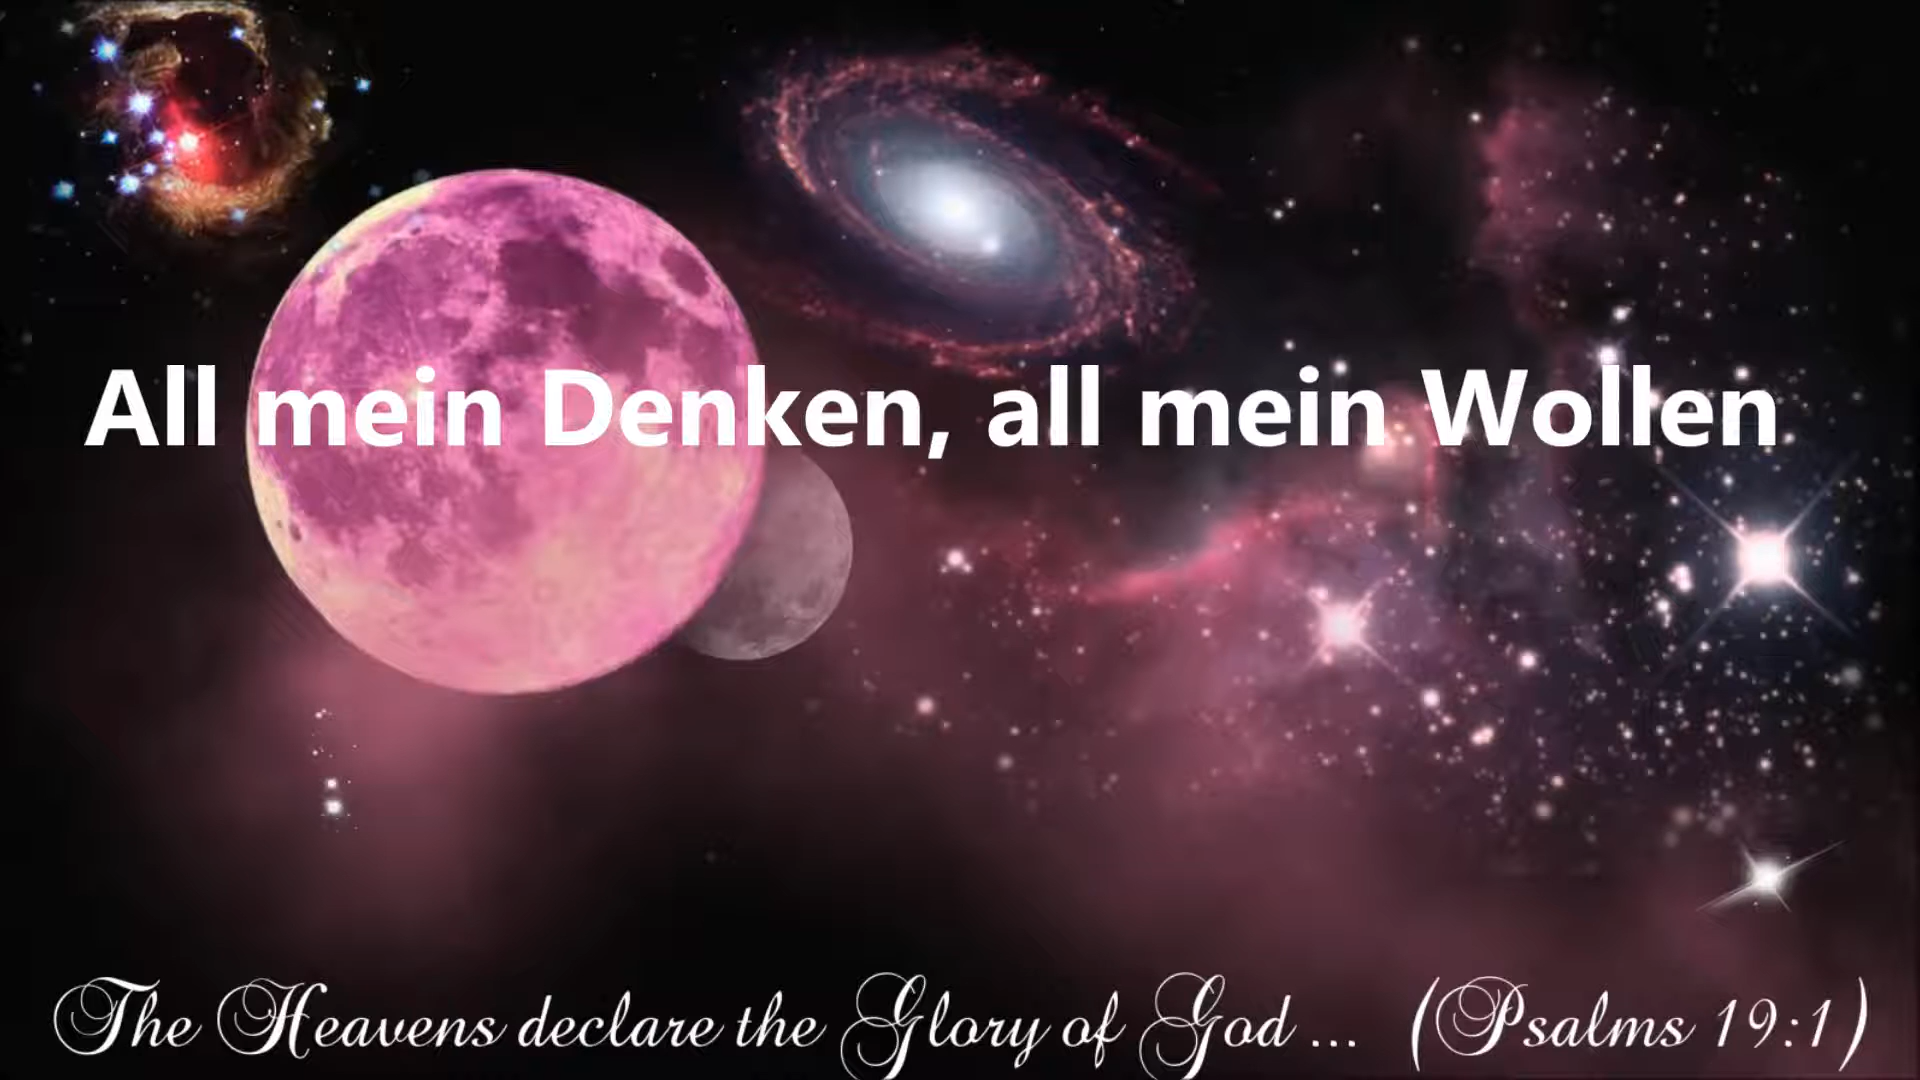 All mein Denken, all mein Wollen
The Heavens declare the Glory of God ... (Psalms 19:1)